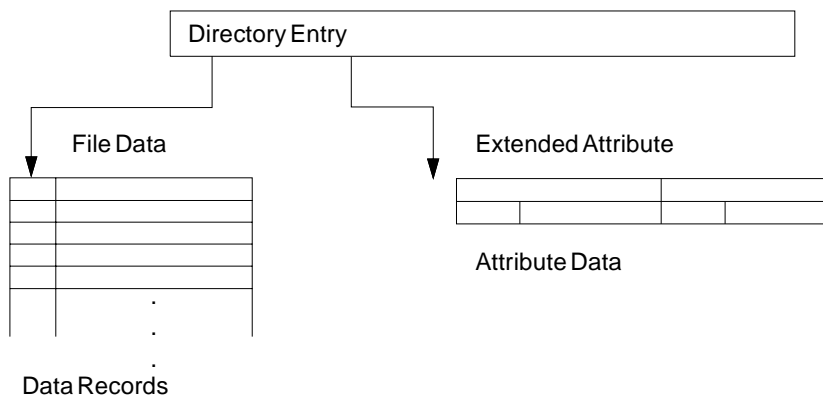 Directory Entry
File Data
Extended Attribute
Attribute Data
Data Records